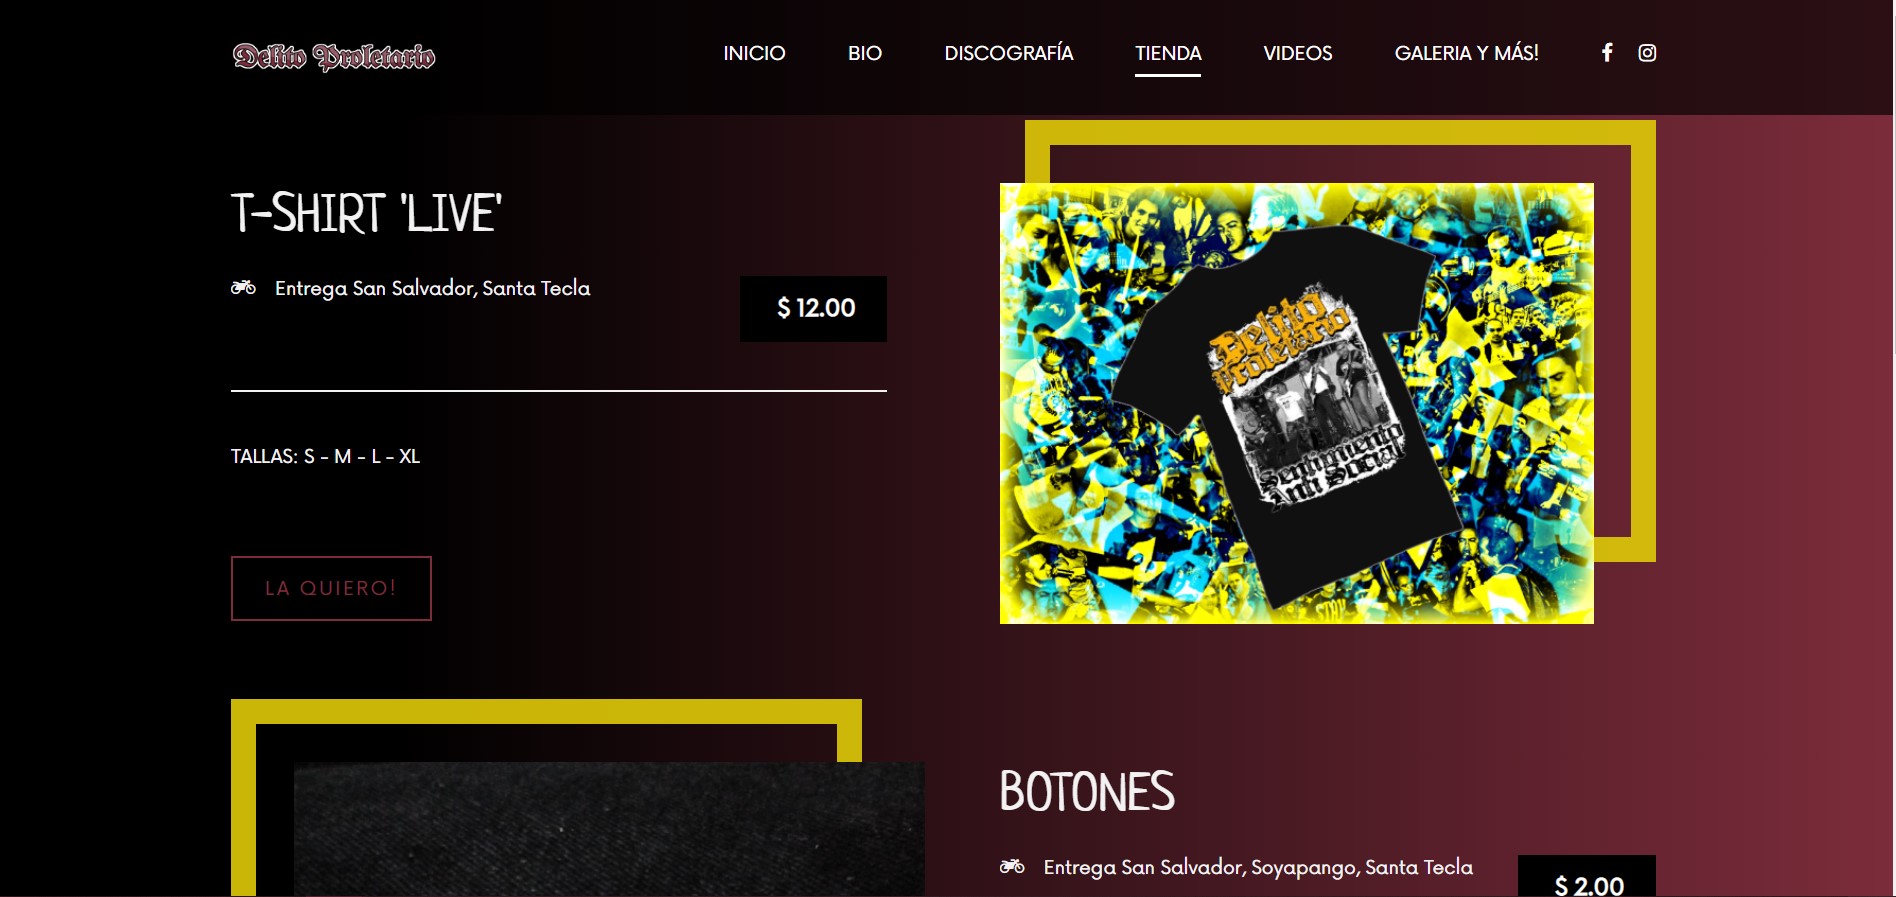 Delito Proletario
INICIO
BIO
DISCOGRAFÍA
TIENDA
VIDEOS
GALERIA Y MÁS!
T-SHIRT 'LIVE'
Entrega San Salvador, Santa Tecla
$ 12.00
TALLAS: S - M - L - XL
LA QUIERO!
Delito
Proletario
Sentimiento
Anti Social
BOTONES
Entrega San Salvador, Soyapango, Santa Tecla
$ 2.00